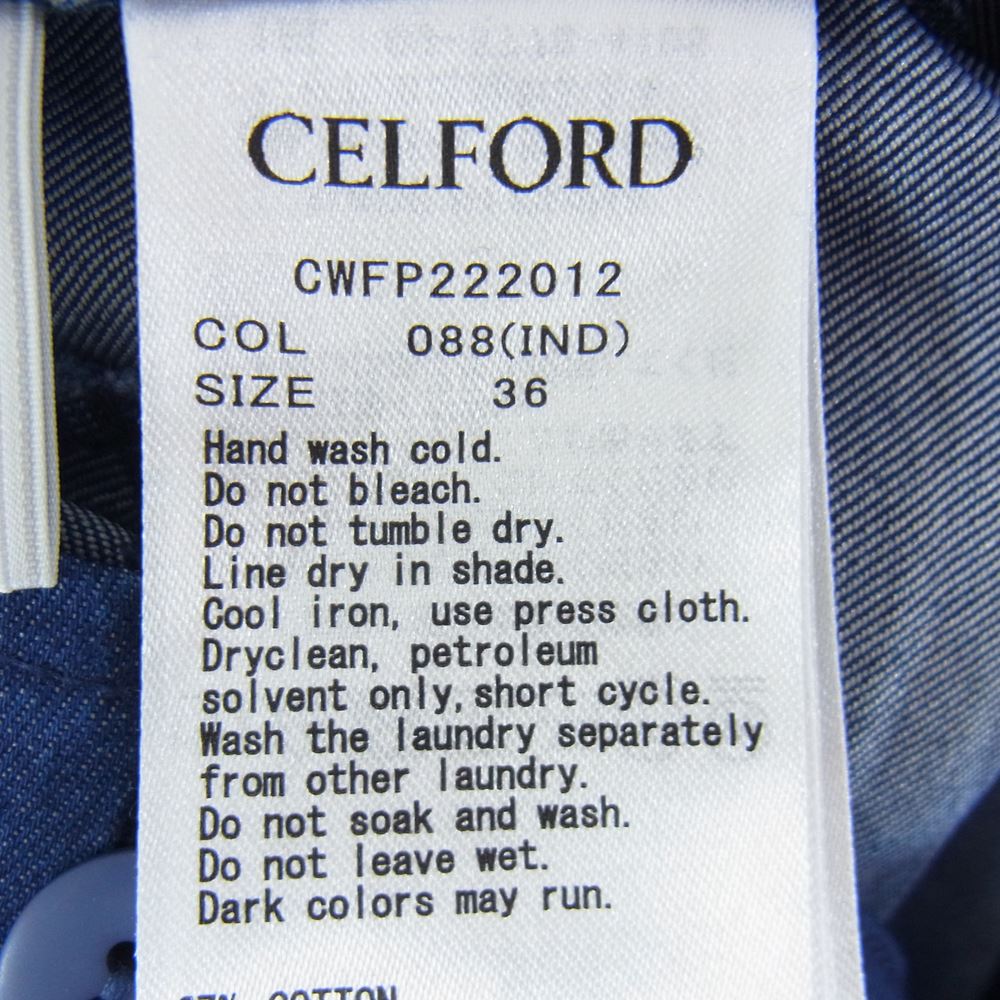 CELFORD
CWFP222012
COL 088(IND)
SIZE 36
Hand wash cold.
Do not bleach.
Do not tumble dry.
Line dry in shade.
Cool iron, use press cloth.
Dryclean, petroleum
solvent only,short cycle.
Wash the laundry separately
from other laundry.
Do not soak and wash.
Do not leave wet.
Dark colors may run.
COTTON